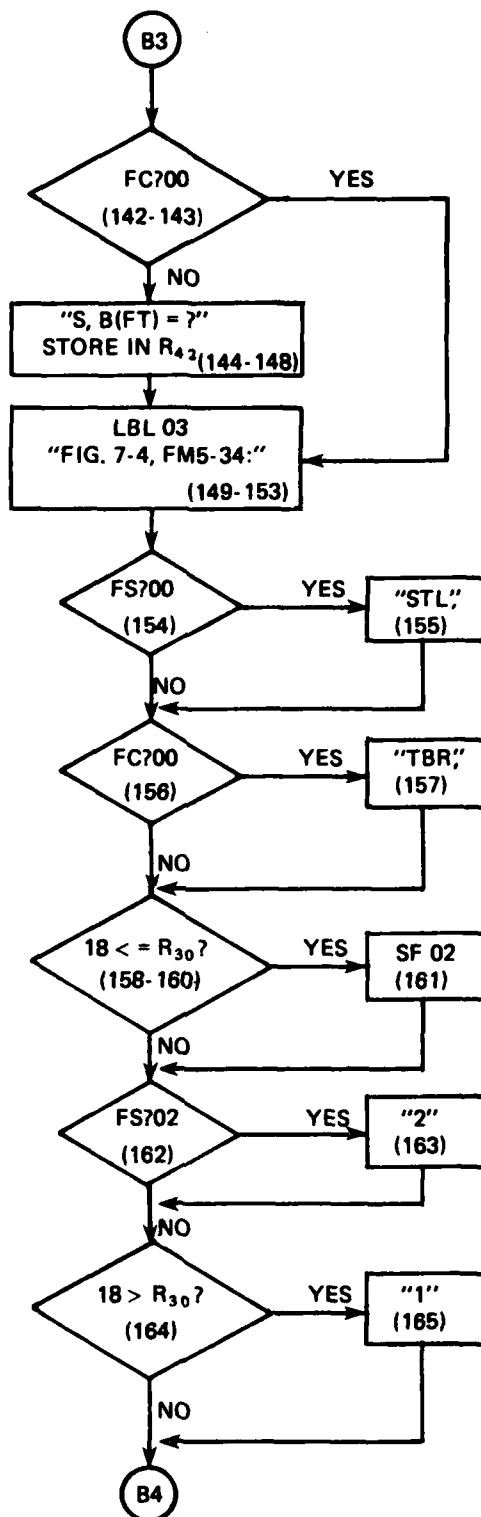 B3
FC?00
(142-143)
YES
NO
"S, B(FT) = ?"
STORE IN R₄₂
(144-148)
LBL 03
"FIG. 7-4, FM5-34:"
(149-153)
FS?00
(154)
YES
"STL,"
(155)
NO
FC?00
(156)
YES
"TBR,"
(157)
NO
18 < = R₃₀?
(158-160)
YES
SF 02
(161)
NO
FS?02
(162)
YES
"2"
(163)
NO
18 > R₃₀?
(164)
YES
"1"
(165)
NO
B4